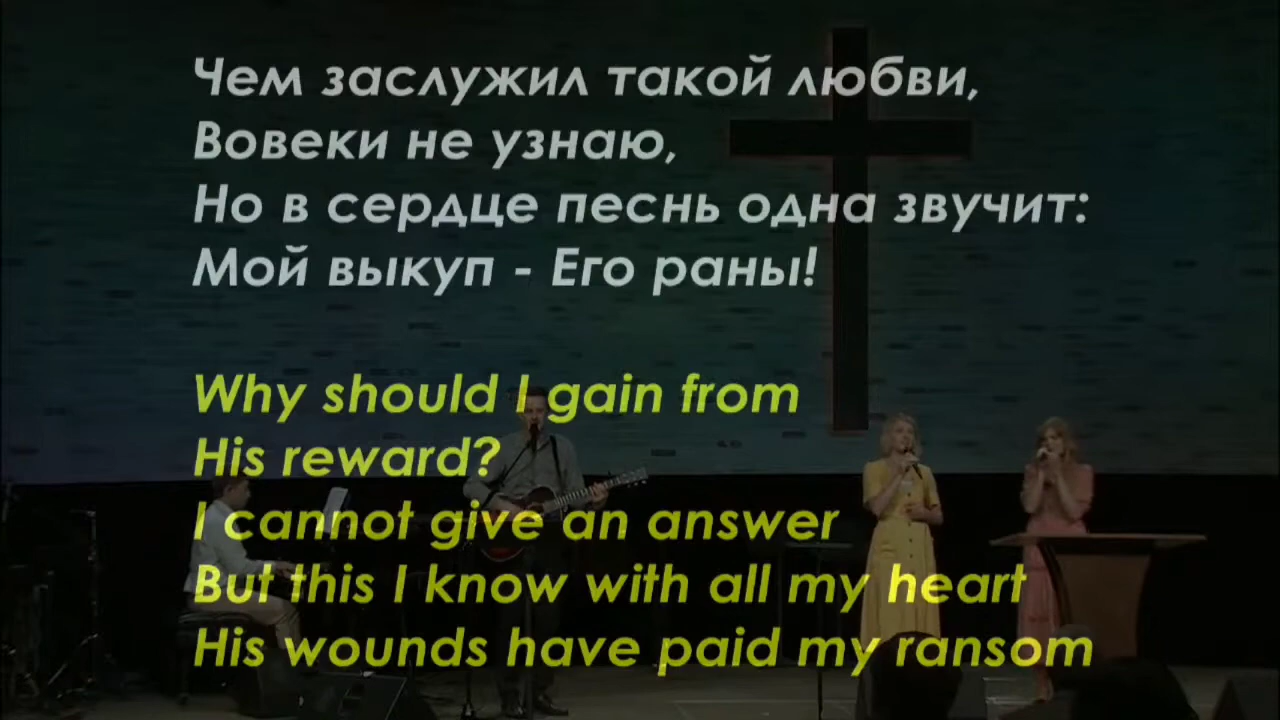 Чем заслужил такой любви,
Вовеки не узнаю,
Но в сердце песнь одна звучит:
Мой выкуп - Его раны!
Why should I gain from
His reward?
I cannot give an answer
But this I know with all my heart
His wounds have paid my ransom